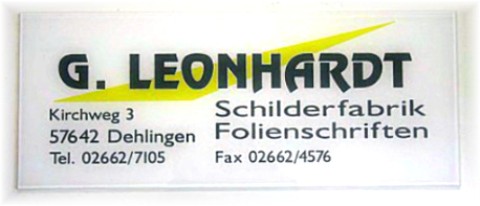 G. LEONHARDT
Kirchweg 3 Schilderfabrik
57642 Dehlingen Folienschriften
Tel. 02662/7105 Fax 02662/4576